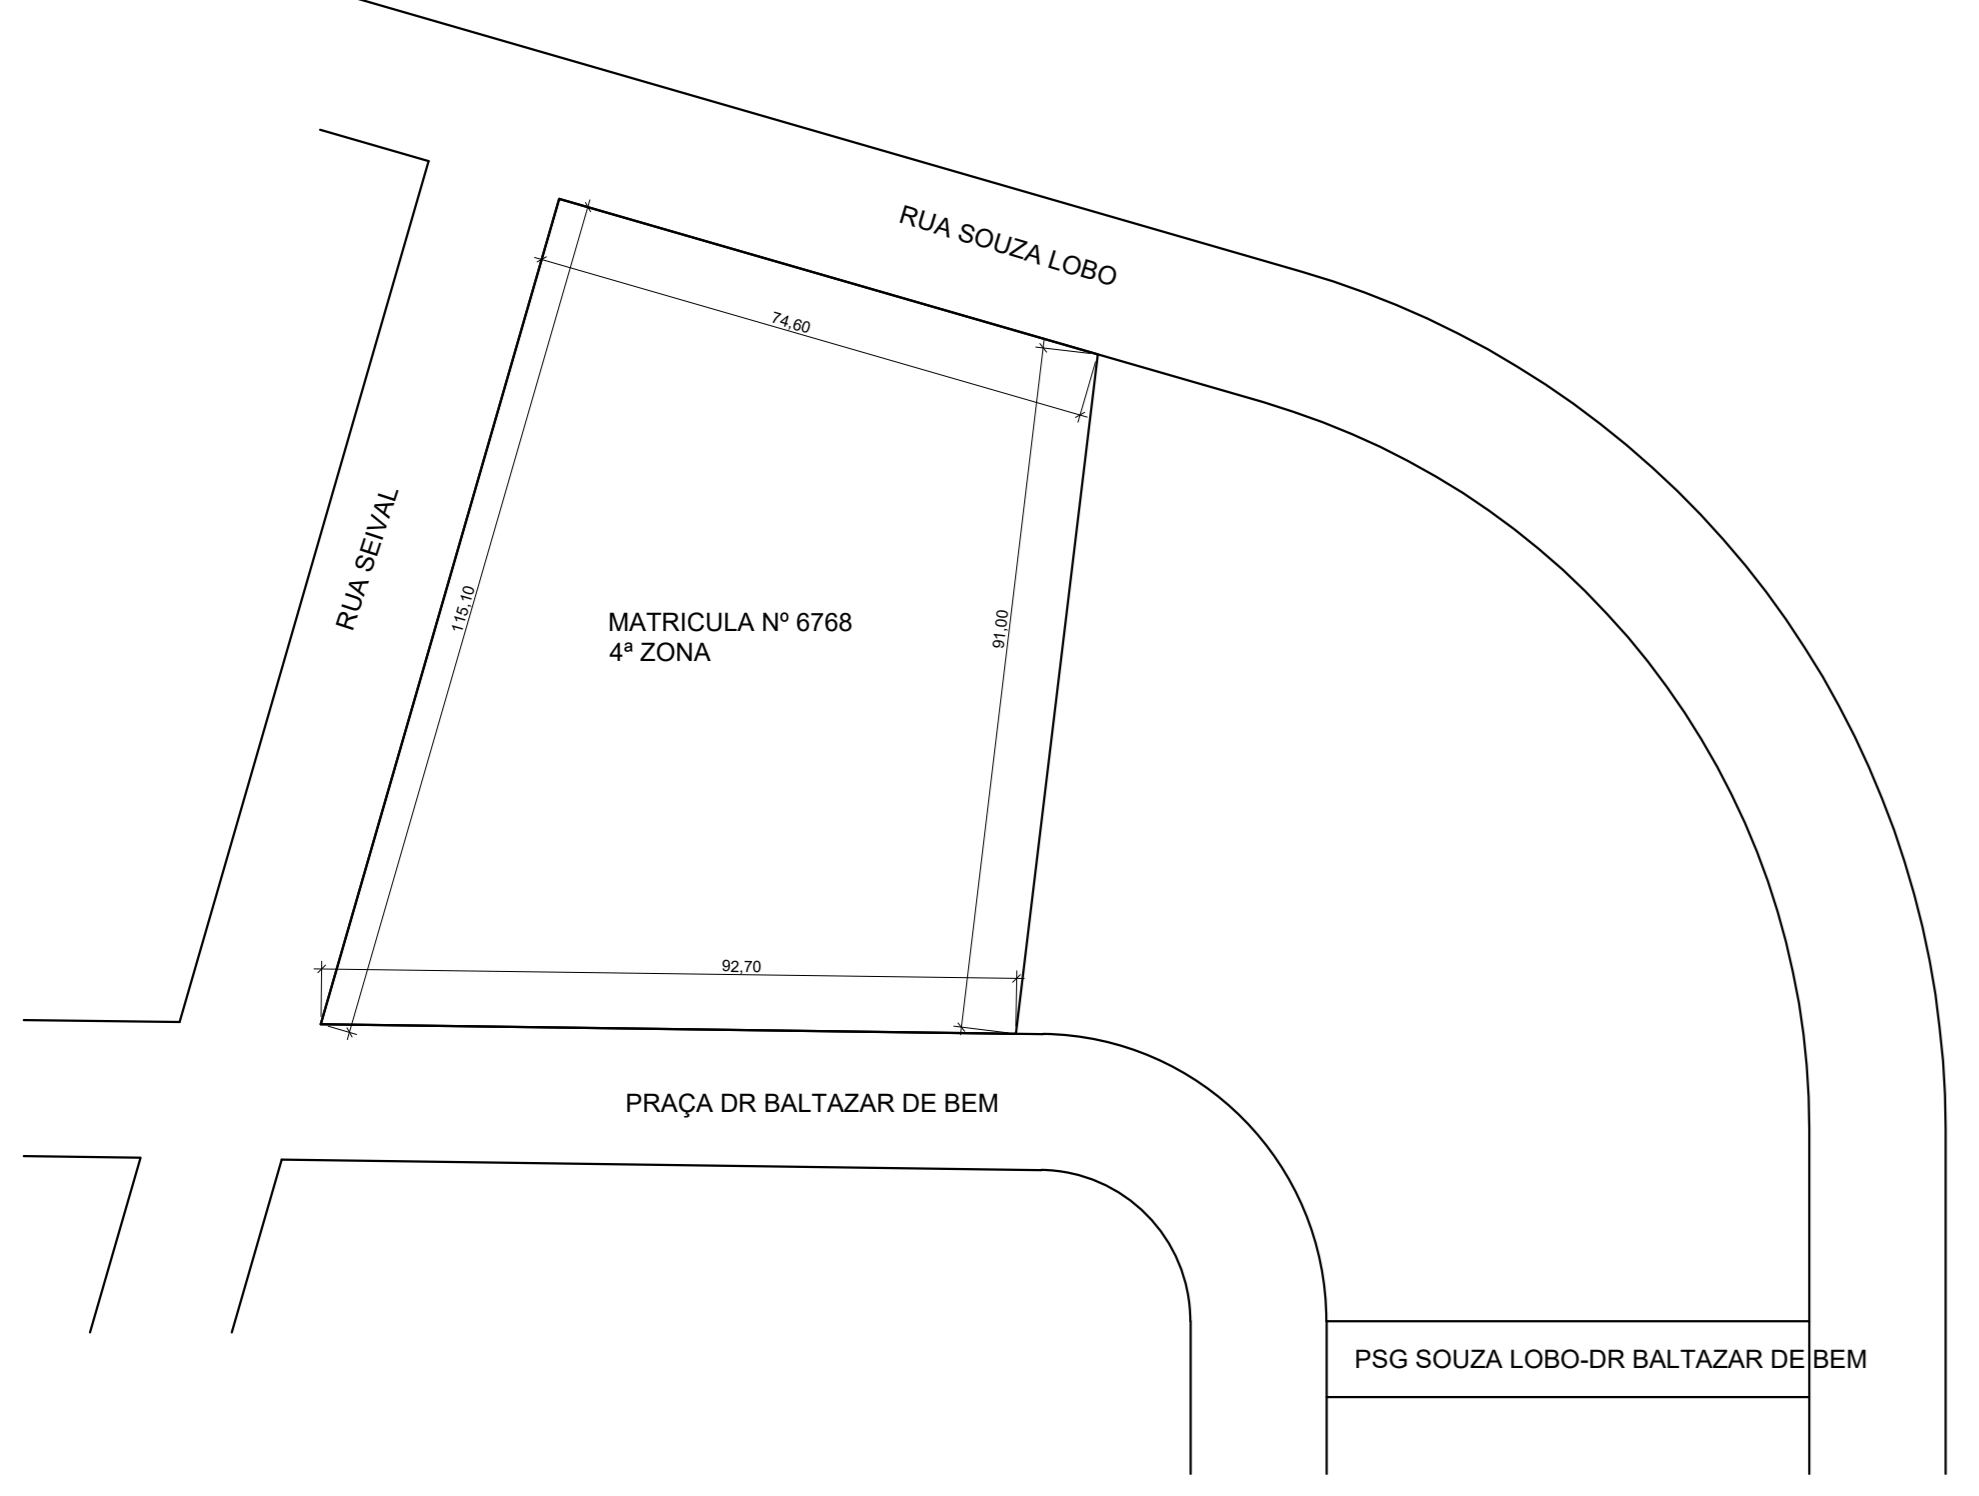 RUA SOUZA LOBO
74,60
RUA SEIVAL
115,10
91,00
MATRICULA Nº 6768
4ª ZONA
92,70
PRAÇA DR BALTAZAR DE BEM
PSG SOUZA LOBO-DR BALTAZAR DE BEM